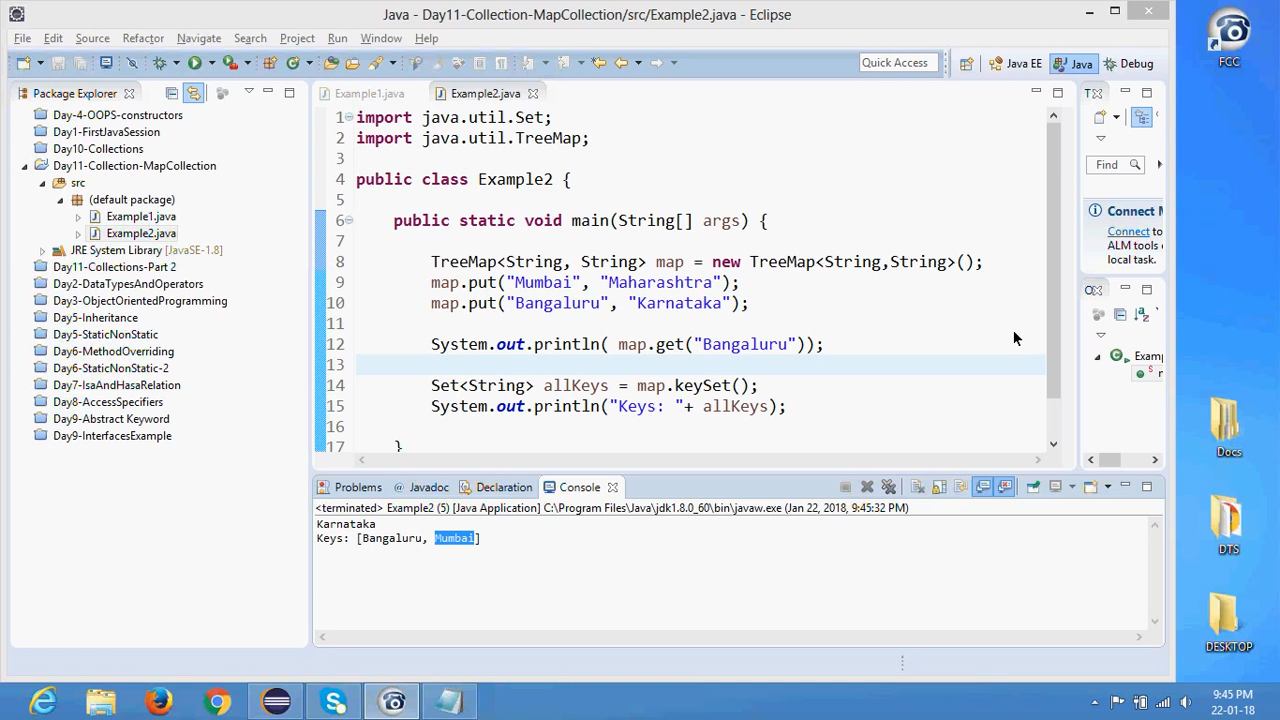 Java - Day11-Collection-MapCollection/src/Example2.java - Eclipse
File Edit Source Refactor Navigate Search Project Run Window Help
Quick Access
Java EE
Java
Debug
Package Explorer
Day-4-OOPS-constructors
Day1-FirstJavaSession
Day10-Collections
Day11-Collection-MapCollection
src
(default package)
Example1.java
Example2.java
JRE System Library [JavaSE-1.8]
Day11-Collections-Part 2
Day2-DataTypesAndOperators
Day3-ObjectOrientedProgramming
Day5-Inheritance
Day5-StaticNonStatic
Day6-MethodOverriding
Day6-StaticNonStatic-2
Day7-IsaAndHasaRelation
Day8-AccessSpecifiers
Day9-Abstract Keyword
Day9-InterfacesExample
Example1.java
Example2.java
1 import java.util.Set;
2 import java.util.TreeMap;
3
4 public class Example2 {
5
6 public static void main(String[] args) {
7
8 TreeMap<String, String> map = new TreeMap<String,String>();
9 map.put("Mumbai", "Maharashtra");
10 map.put("Bangaluru", "Karnataka");
11
12 System.out.println( map.get("Bangaluru"));
13
14 Set<String> allKeys = map.keySet();
15 System.out.println("Keys: "+ allKeys);
16
17 }
T
Find
Connect M
Connect to
ALM tools
local task.
O
Examp
Problems
Javadoc
Declaration
Console
<terminated> Example2 (5) [Java Application] C:\Program Files\Java\jdk1.8.0_60\bin\javaw.exe (Jan 22, 2018, 9:45:32 PM)
Karnataka
Keys: [Bangaluru, Mumbai]
FCC
Docs
DTS
DESKTOP
9:45 PM
22-01-18